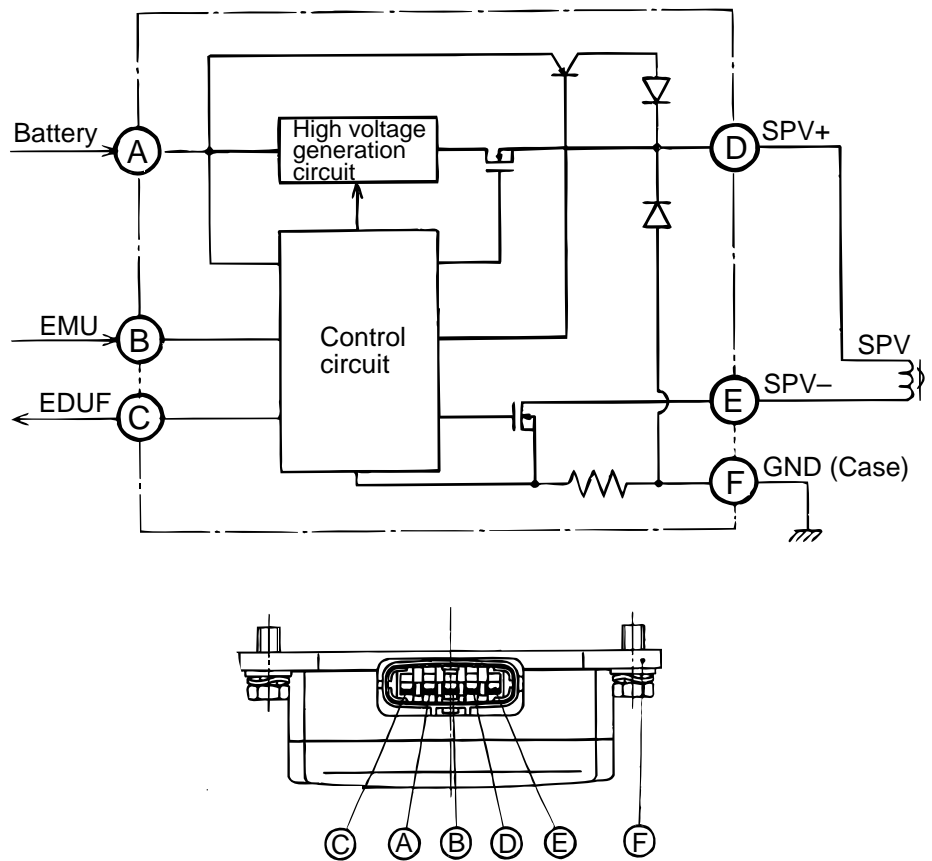 Battery
A
High voltage
generation
circuit
D
SPV+
EMU
B
Control
circuit
SPV
EDUF
C
SPV–
E
GND (Case)
F
C
A
B
D
E
F